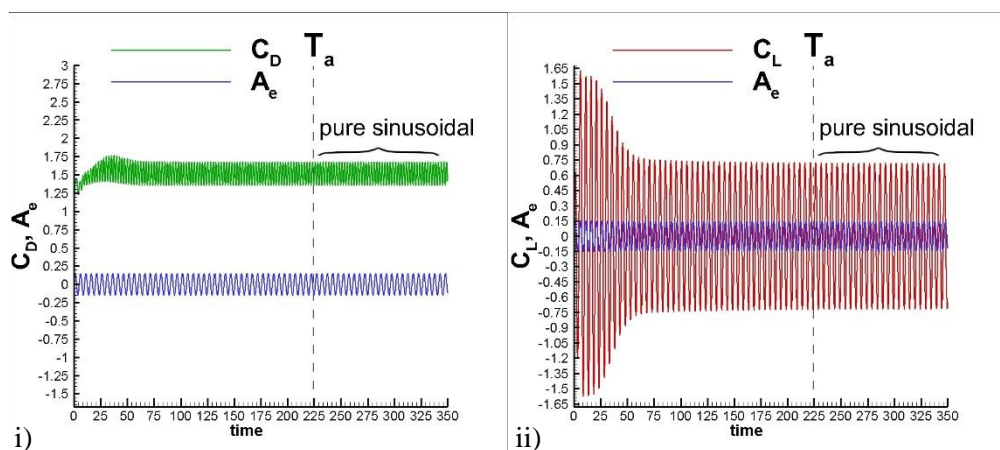 C_D
A_e
T_a
pure sinusoidal
C_D, A_e
3
2.75
2.5
2.25
2
1.75
1.5
1.25
1
0.75
0.5
0.25
0
-0.25
-0.5
-0.75
-1
-1.25
-1.5
0 25 50 75 100 125 150 175 200 225 250 275 300 325 350
time
i)
C_L
A_e
T_a
pure sinusoidal
C_L, A_e
1.65
1.5
1.35
1.2
1.05
0.9
0.75
0.6
0.45
0.3
0.15
0
-0.15
-0.3
-0.45
-0.6
-0.75
-0.9
-1.05
-1.2
-1.35
-1.5
-1.65
0 25 50 75 100 125 150 175 200 225 250 275 300 325 350
time
ii)